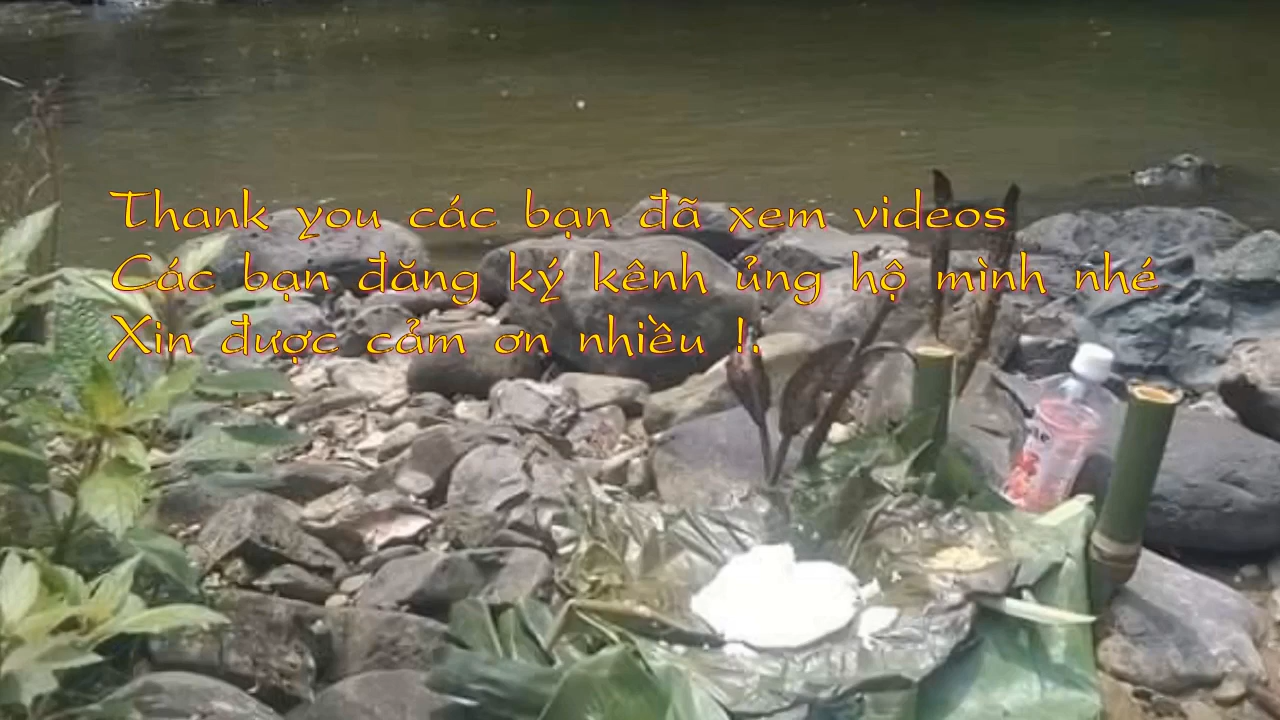 Thank you các bạn đã xem videos
Các bạn đăng ký kênh ủng hộ mình nhé
Xin được cảm ơn nhiều !.